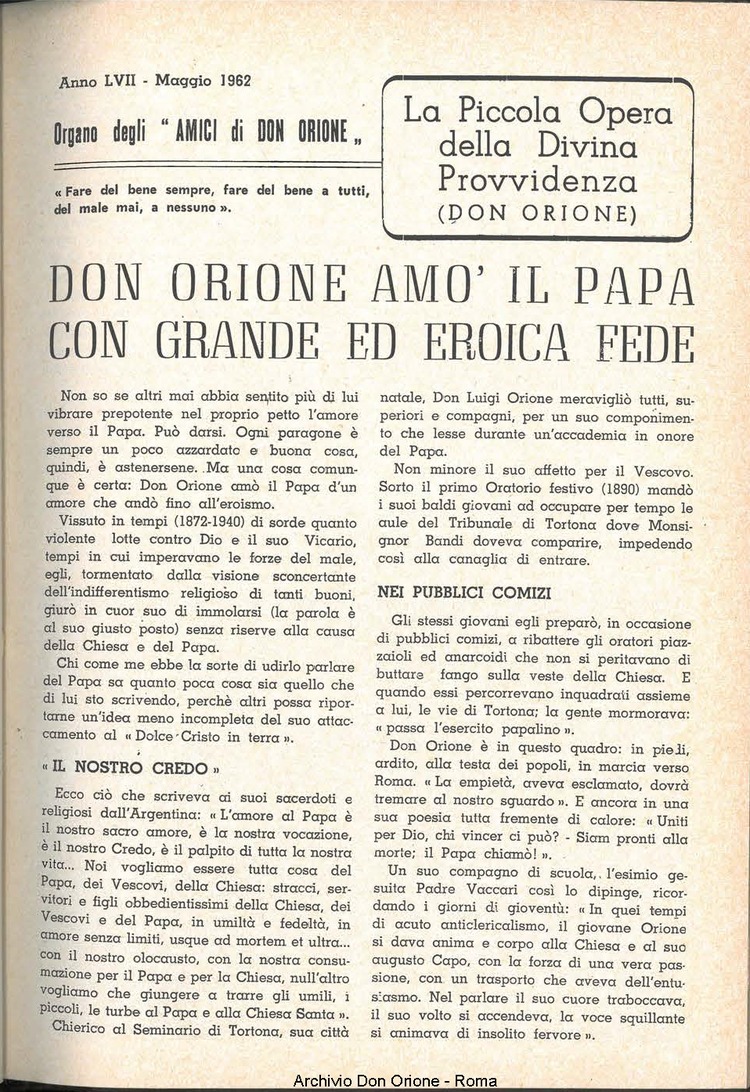 Anno LVII - Maggio 1962
Organo degli " AMICI di DON ORIONE „
« Fare del bene sempre, fare del bene a tutti,
del male mai, a nessuno ».
La Piccola Opera
della Divina
Provvidenza
(DON ORIONE)
DON ORIONE AMO' IL PAPA
CON GRANDE ED EROICA FEDE
Non so se altri mai abbia sentito più di lui
vibrare prepotente nel proprio petto l'amore
verso il Papa. Può darsi. Ogni paragone è
sempre un poco azzardato e buona cosa,
quindi, è astenersene. Ma una cosa comun-
que è certa: Don Orione amò il Papa d'un
amore che andò fino all'eroismo.
Vissuto in tempi (1872-1940) di sorde quanto
violente lotte contro Dio e il suo Vicario,
tempi in cui imperavano le forze del male,
egli, tormentato dalla visione sconcertante
dell'indifferentismo religioso di tanti buoni,
giurò in cuor suo di immolarsi (la parola è
al suo giusto posto) senza riserve alla causa
della Chiesa e del Papa.
Chi come me ebbe la sorte di udirlo parlare
del Papa sa quanto poca cosa sia quello che
di lui sto scrivendo, perchè altri possa ripor-
tarne un'idea meno incompleta del suo attac-
camento al « Dolce Cristo in terra ».
« IL NOSTRO CREDO »
Ecco ciò che scriveva ai suoi sacerdoti e
religiosi dall'Argentina: « L'amore al Papa è
il nostro sacro amore, è la nostra vocazione,
è il nostro Credo, è il palpito di tutta la nostra
vita... Noi vogliamo essere tutta cosa del
Papa, dei Vescovi, della Chiesa: stracci, ser-
vitori e figli obbedientissimi della Chiesa, dei
Vescovi e del Papa, in umiltà e fedeltà, in
amore senza limiti, usque ad mortem et ultra...
con il nostro olocausto, con la nostra consu-
mazione per il Papa e per la Chiesa, null'altro
vogliamo che giungere a trarre gli umili, i
piccoli, le turbe al Papa e alla Chiesa Santa ».
Chierico al Seminario di Tortona, sua città
natale, Don Luigi Orione meravigliò tutti, su-
periori e compagni, per un suo componimen-
to che lesse durante un'accademia in onore
del Papa.
Non minore il suo affetto per il Vescovo.
Sorto il primo Oratorio festivo (1890) mandò
i suoi baldi giovani ad occupare per tempo le
aule del Tribunale di Tortona dove Monsi-
gnor Bandi doveva comparire, impedendo
così alla canaglia di entrare.
NEI PUBBLICI COMIZI
Gli stessi giovani egli preparò, in occasione
di pubblici comizi, a ribattere gli oratori piaz-
zaioli ed anarcoidi che non si peritavano di
buttare fango sulla veste della Chiesa. E
quando essi percorrevano inquadrati assieme
a lui, le vie di Tortona; la gente mormorava:
« passa l'esercito papalino ».
Don Orione è in questo quadro: in piedi,
ardito, alla testa dei popoli, in marcia verso
Roma. « La empietà, aveva esclamato, dovrà
tremare al nostro sguardo ». E ancora in una
sua poesia tutta fremente di calore: « Uniti
per Dio, chi vincer ci può? - Siam pronti alla
morte; il Papa chiamò! ».
Un suo compagno di scuola, l'esimio ge-
suita Padre Vaccari così lo dipinge, ricor-
dando i giorni di gioventù: « In quei tempi
di acuto anticlericalismo, il giovane Orione
si dava anima e corpo alla Chiesa e al suo
augusto Capo, con la forza di una vera pas-
sione, con un trasporto che aveva dell'entu-
siasmo. Nel parlare il suo cuore traboccava,
il suo volto si accendeva, la voce squillante
si animava di insolito fervore ».
Archivio Don Orione - Roma